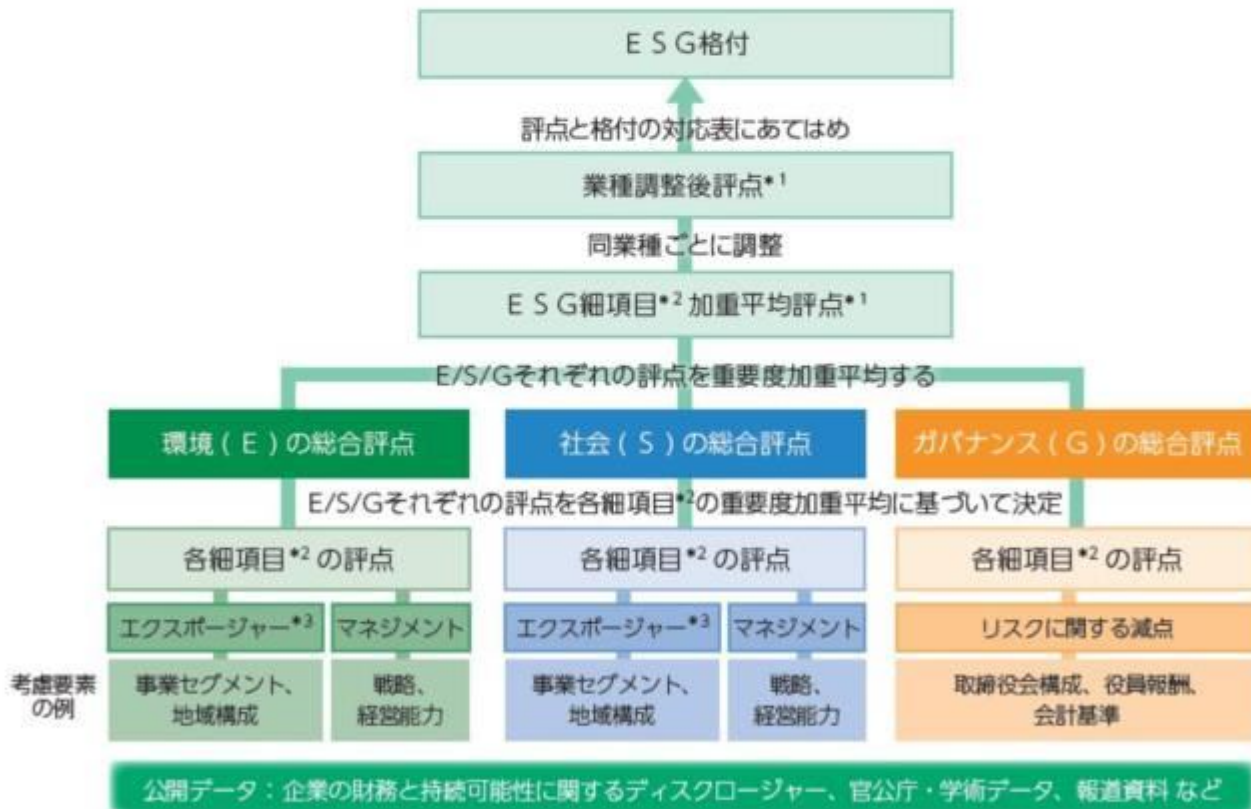 ESG格付
評点と格付の対応表にあてはめ
業種調整後評点*1
同業種ごとに調整
ESG細項目*2 加重平均評点*1
E/S/Gそれぞれの評点を重要度加重平均する
環境(E)の総合評点
社会(S)の総合評点
ガバナンス(G)の総合評点
E/S/Gそれぞれの評点を各細項目*2の重要度加重平均に基づいて決定
各細項目*2 の評点
各細項目*2 の評点
各細項目*2 の評点
エクスポージャー*3
マネジメント
エクスポージャー*3
マネジメント
リスクに関する減点
考慮要素
の例
事業セグメント、
地域構成
戦略、
経営能力
事業セグメント、
地域構成
戦略、
経営能力
取締役会構成、役員報酬、
会計基準
公開データ：企業の財務と持続可能性に関するディスクロージャー、官公庁・学術データ、報道資料 など